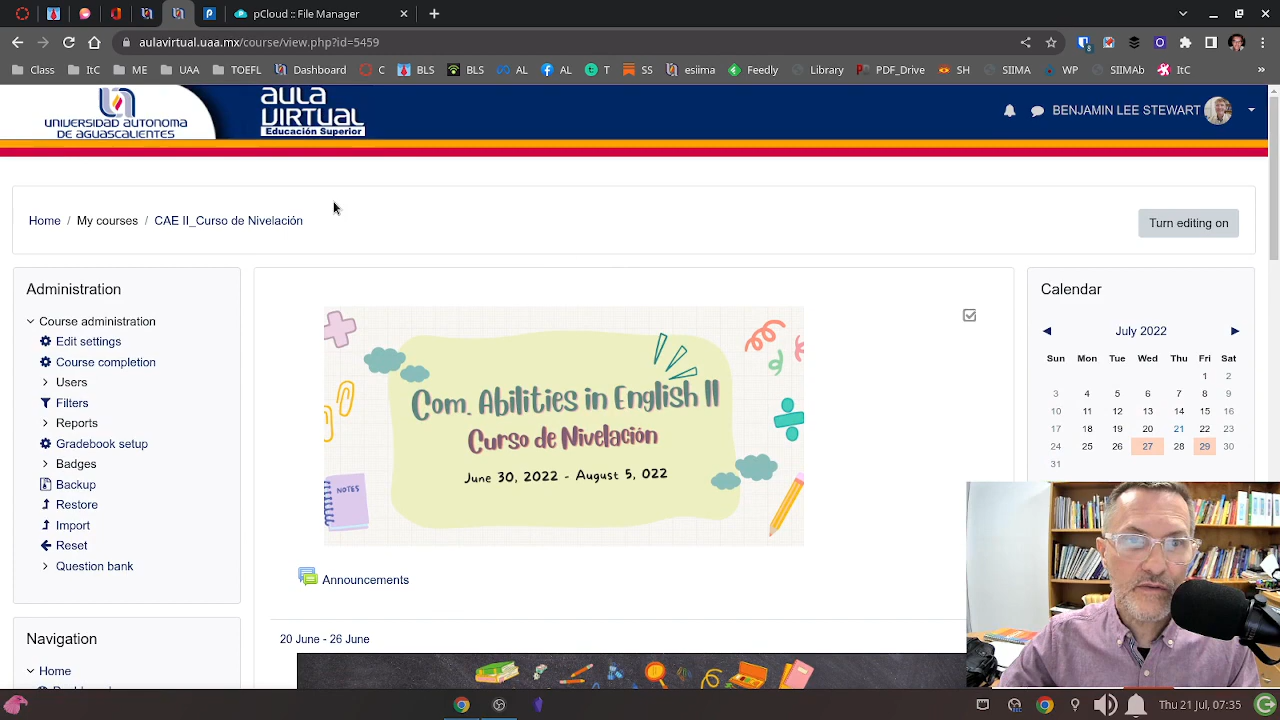 pCloud :: File Manager
aulavirtual.uaa.mx/course/view.php?id=5459
Class ItC ME UAA TOEFL Dashboard C BLS BLS AL AL T SS esiima Feedly Library PDF_Drive SH SIIMA WP SIIMAb ItC
UNIVERSIDAD AUTONOMA
DE AGUASCALIENTES
AULA
VIRTUAL
Educación Superior
BENJAMIN LEE STEWART
Home / My courses / CAE II_Curso de Nivelación
Turn editing on
Administration
Course administration
Edit settings
Course completion
Users
Filters
Reports
Gradebook setup
Badges
Backup
Restore
Import
Reset
Question bank
Navigation
Home
Com. Abilities in English II
Curso de Nivelación
June 30, 2022 - August 5, 022
NOTES
Announcements
20 June - 26 June
Calendar
July 2022
Sun Mon Tue Wed Thu Fri Sat
1 2
3 4 5 6 7 8 9
10 11 12 13 14 15 16
17 18 19 20 21 22 23
24 25 26 27 28 29 30
31
Thu 21 Jul, 07:35